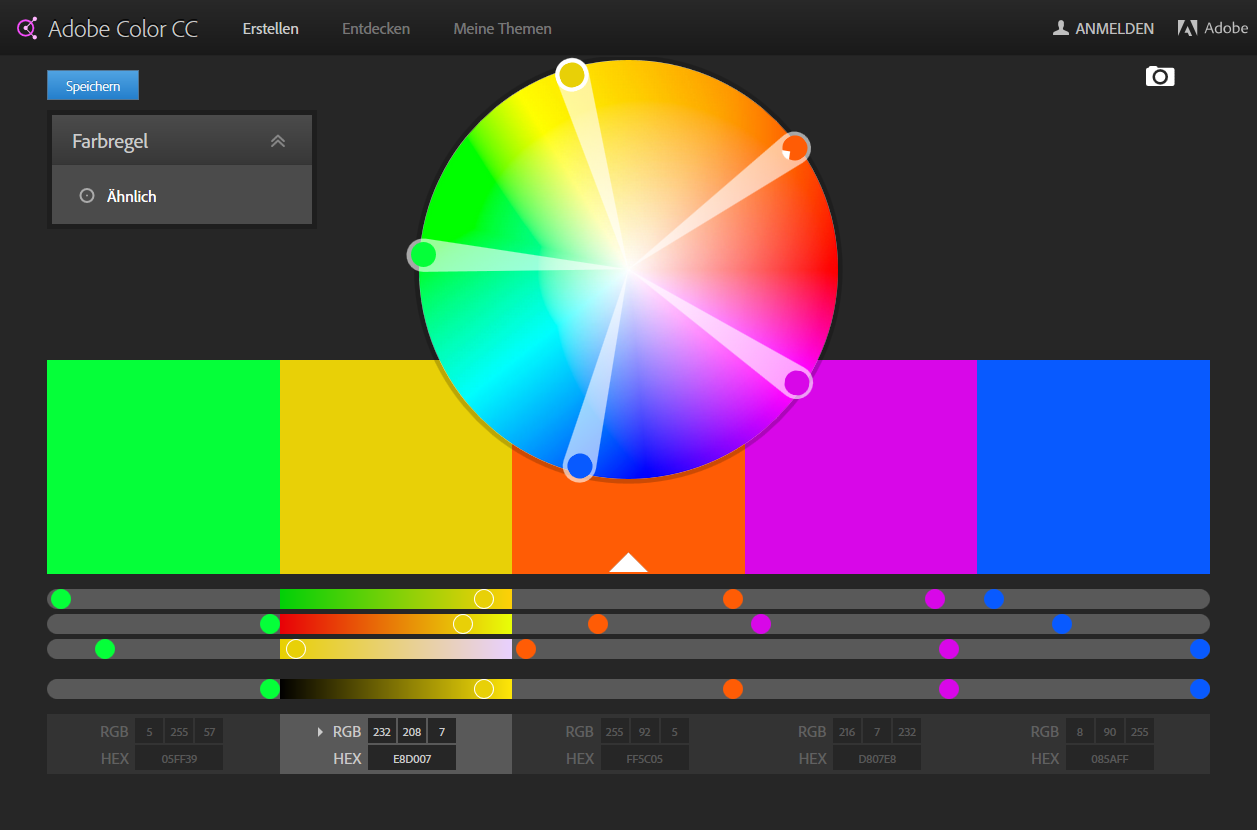 Adobe Color CC Erstellen Entdecken Meine Themen ANMELDEN Adobe
Speichern
Farbregel
Ähnlich
RGB 5 255 57 RGB 232 208 7 RGB 255 92 5 RGB 216 7 232 RGB 8 90 255
HEX 05FF39 HEX E8D007 HEX FF5C05 HEX D807E8 HEX 085AFF